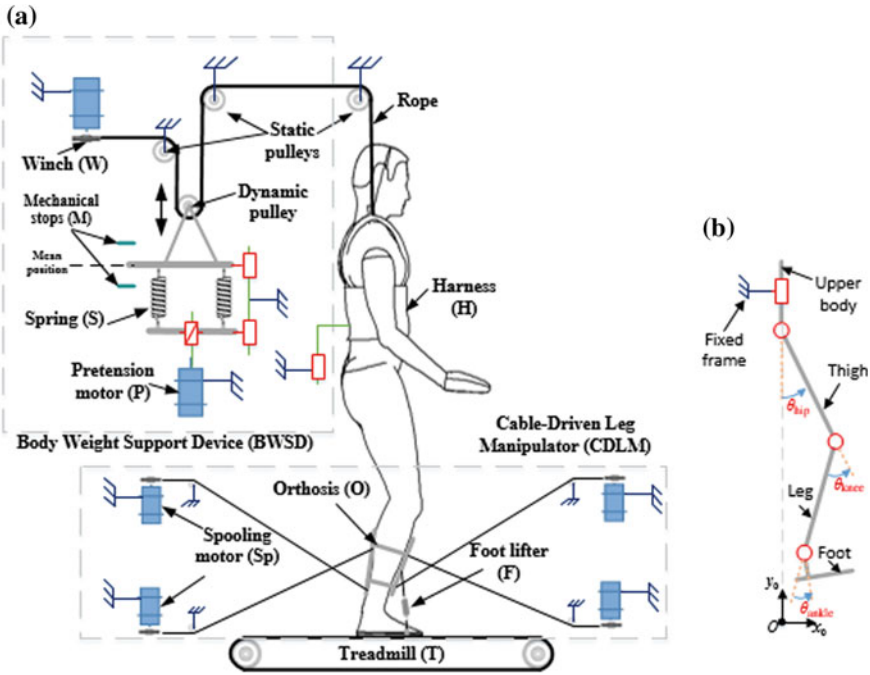 (a)
Rope
Static
pulleys
Winch (W)
Dynamic
pulley
Mechanical
stops (M)
Mean
position
Spring (S)
Harness
(H)
Pretension
motor (P)
Body Weight Support Device (BWSD)
Cable-Driven Leg
Manipulator (CDLM)
Orthosis (O)
Spooling
motor (Sp)
Foot lifter
(F)
Treadmill (T)
(b)
Upper
body
Fixed
frame
Thigh
θhip
θknee
Leg
Foot
y₀
θankle
O
x₀